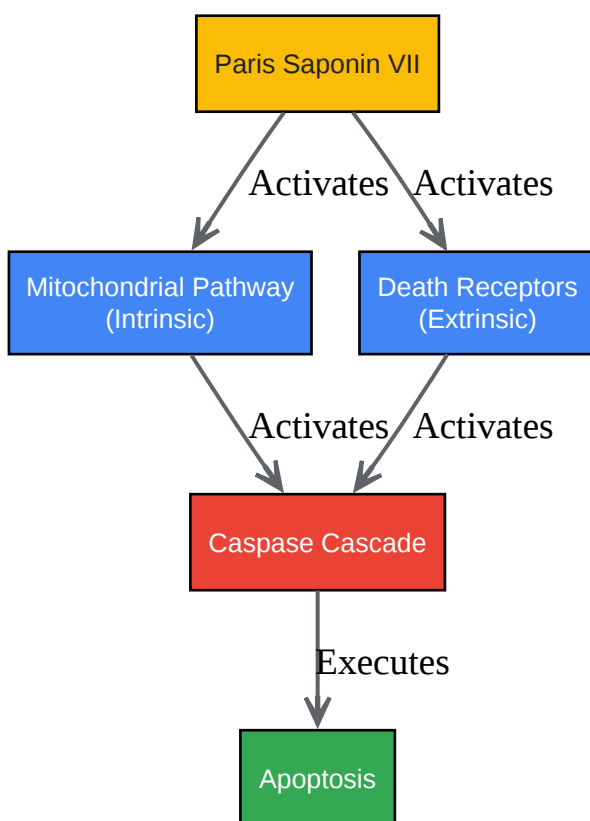 Paris Saponin VII
Activates Activates
Mitochondrial Pathway
(Intrinsic)
Death Receptors
(Extrinsic)
Activates Activates
Caspase Cascade
Executes
Apoptosis